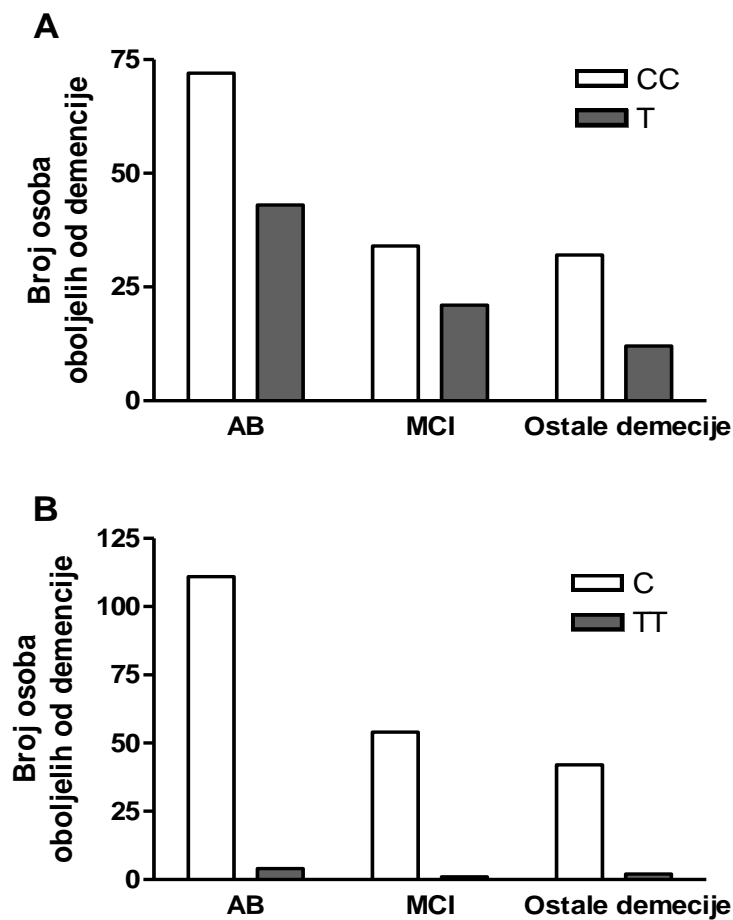 A
Broj osoba
oboljelih od demencije
75
50
25
0
CC
T
AB MCI Ostale demecije
B
Broj osoba
oboljelih od demencije
125
100
75
50
25
0
C
TT
AB MCI Ostale demecije